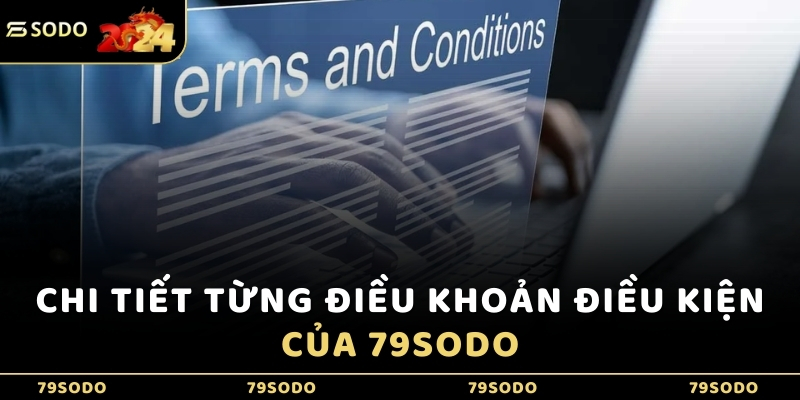 SODO 2024
Terms and Conditions
CHI TIẾT TỪNG ĐIỀU KHOẢN ĐIỀU KIỆN
CỦA 79SODO
79SODO 79SODO 79SODO 79SODO